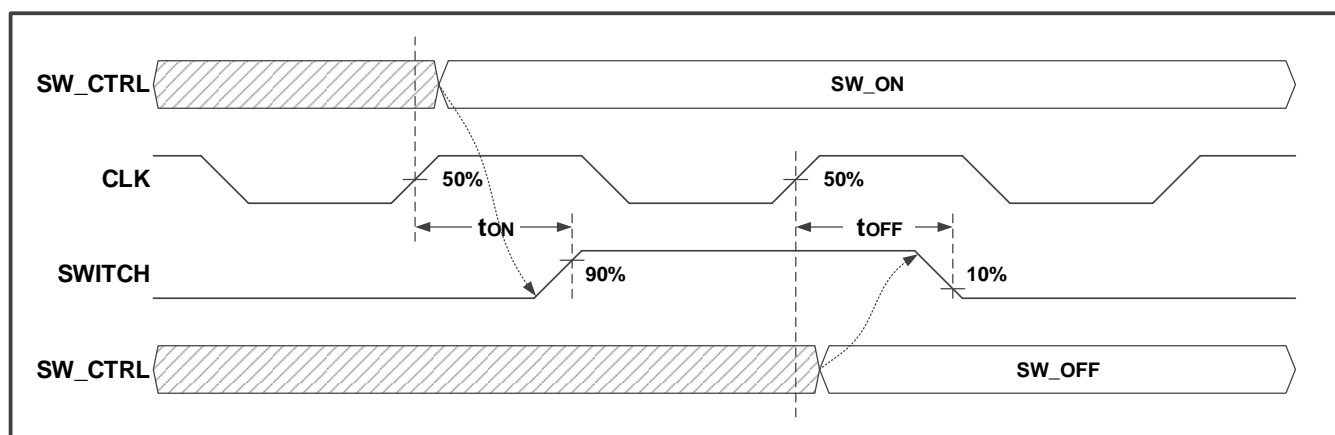 SW_CTRL
SW_ON
CLK
50%
50%
tON
tOFF
SWITCH
90%
10%
SW_CTRL
SW_OFF